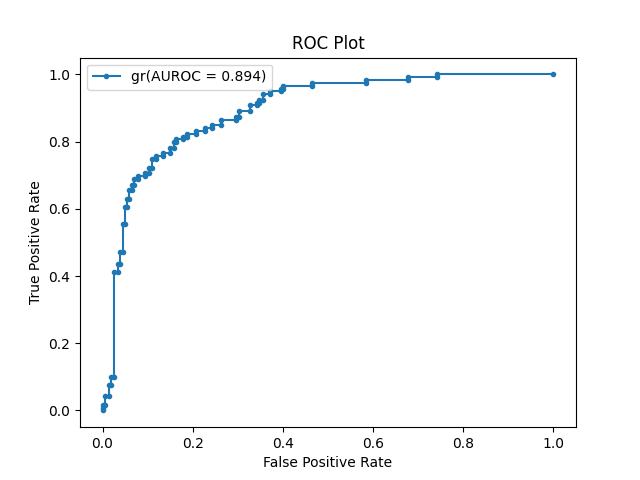 ROC Plot
gr(AUROC = 0.894)
True Positive Rate
1.0
0.8
0.6
0.4
0.2
0.0
0.0 0.2 0.4 0.6 0.8 1.0
False Positive Rate